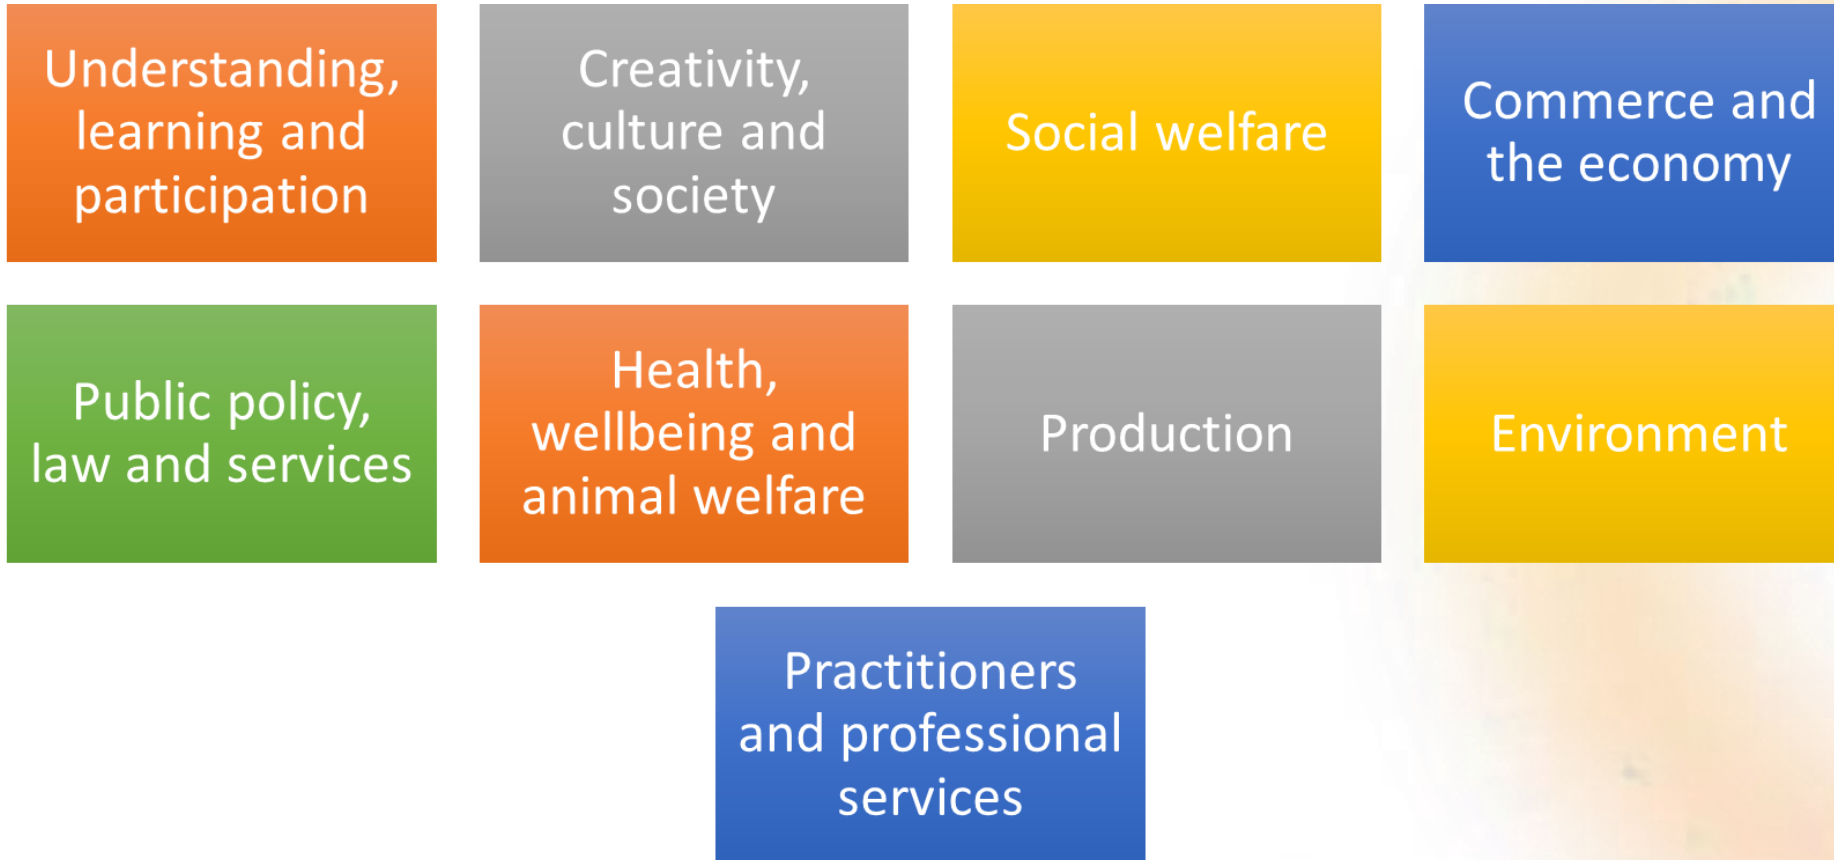 Understanding,
learning and
participation
Creativity,
culture and
society
Social welfare
Commerce and
the economy
Public policy,
law and services
Health,
wellbeing and
animal welfare
Production
Environment
Practitioners
and professional
services